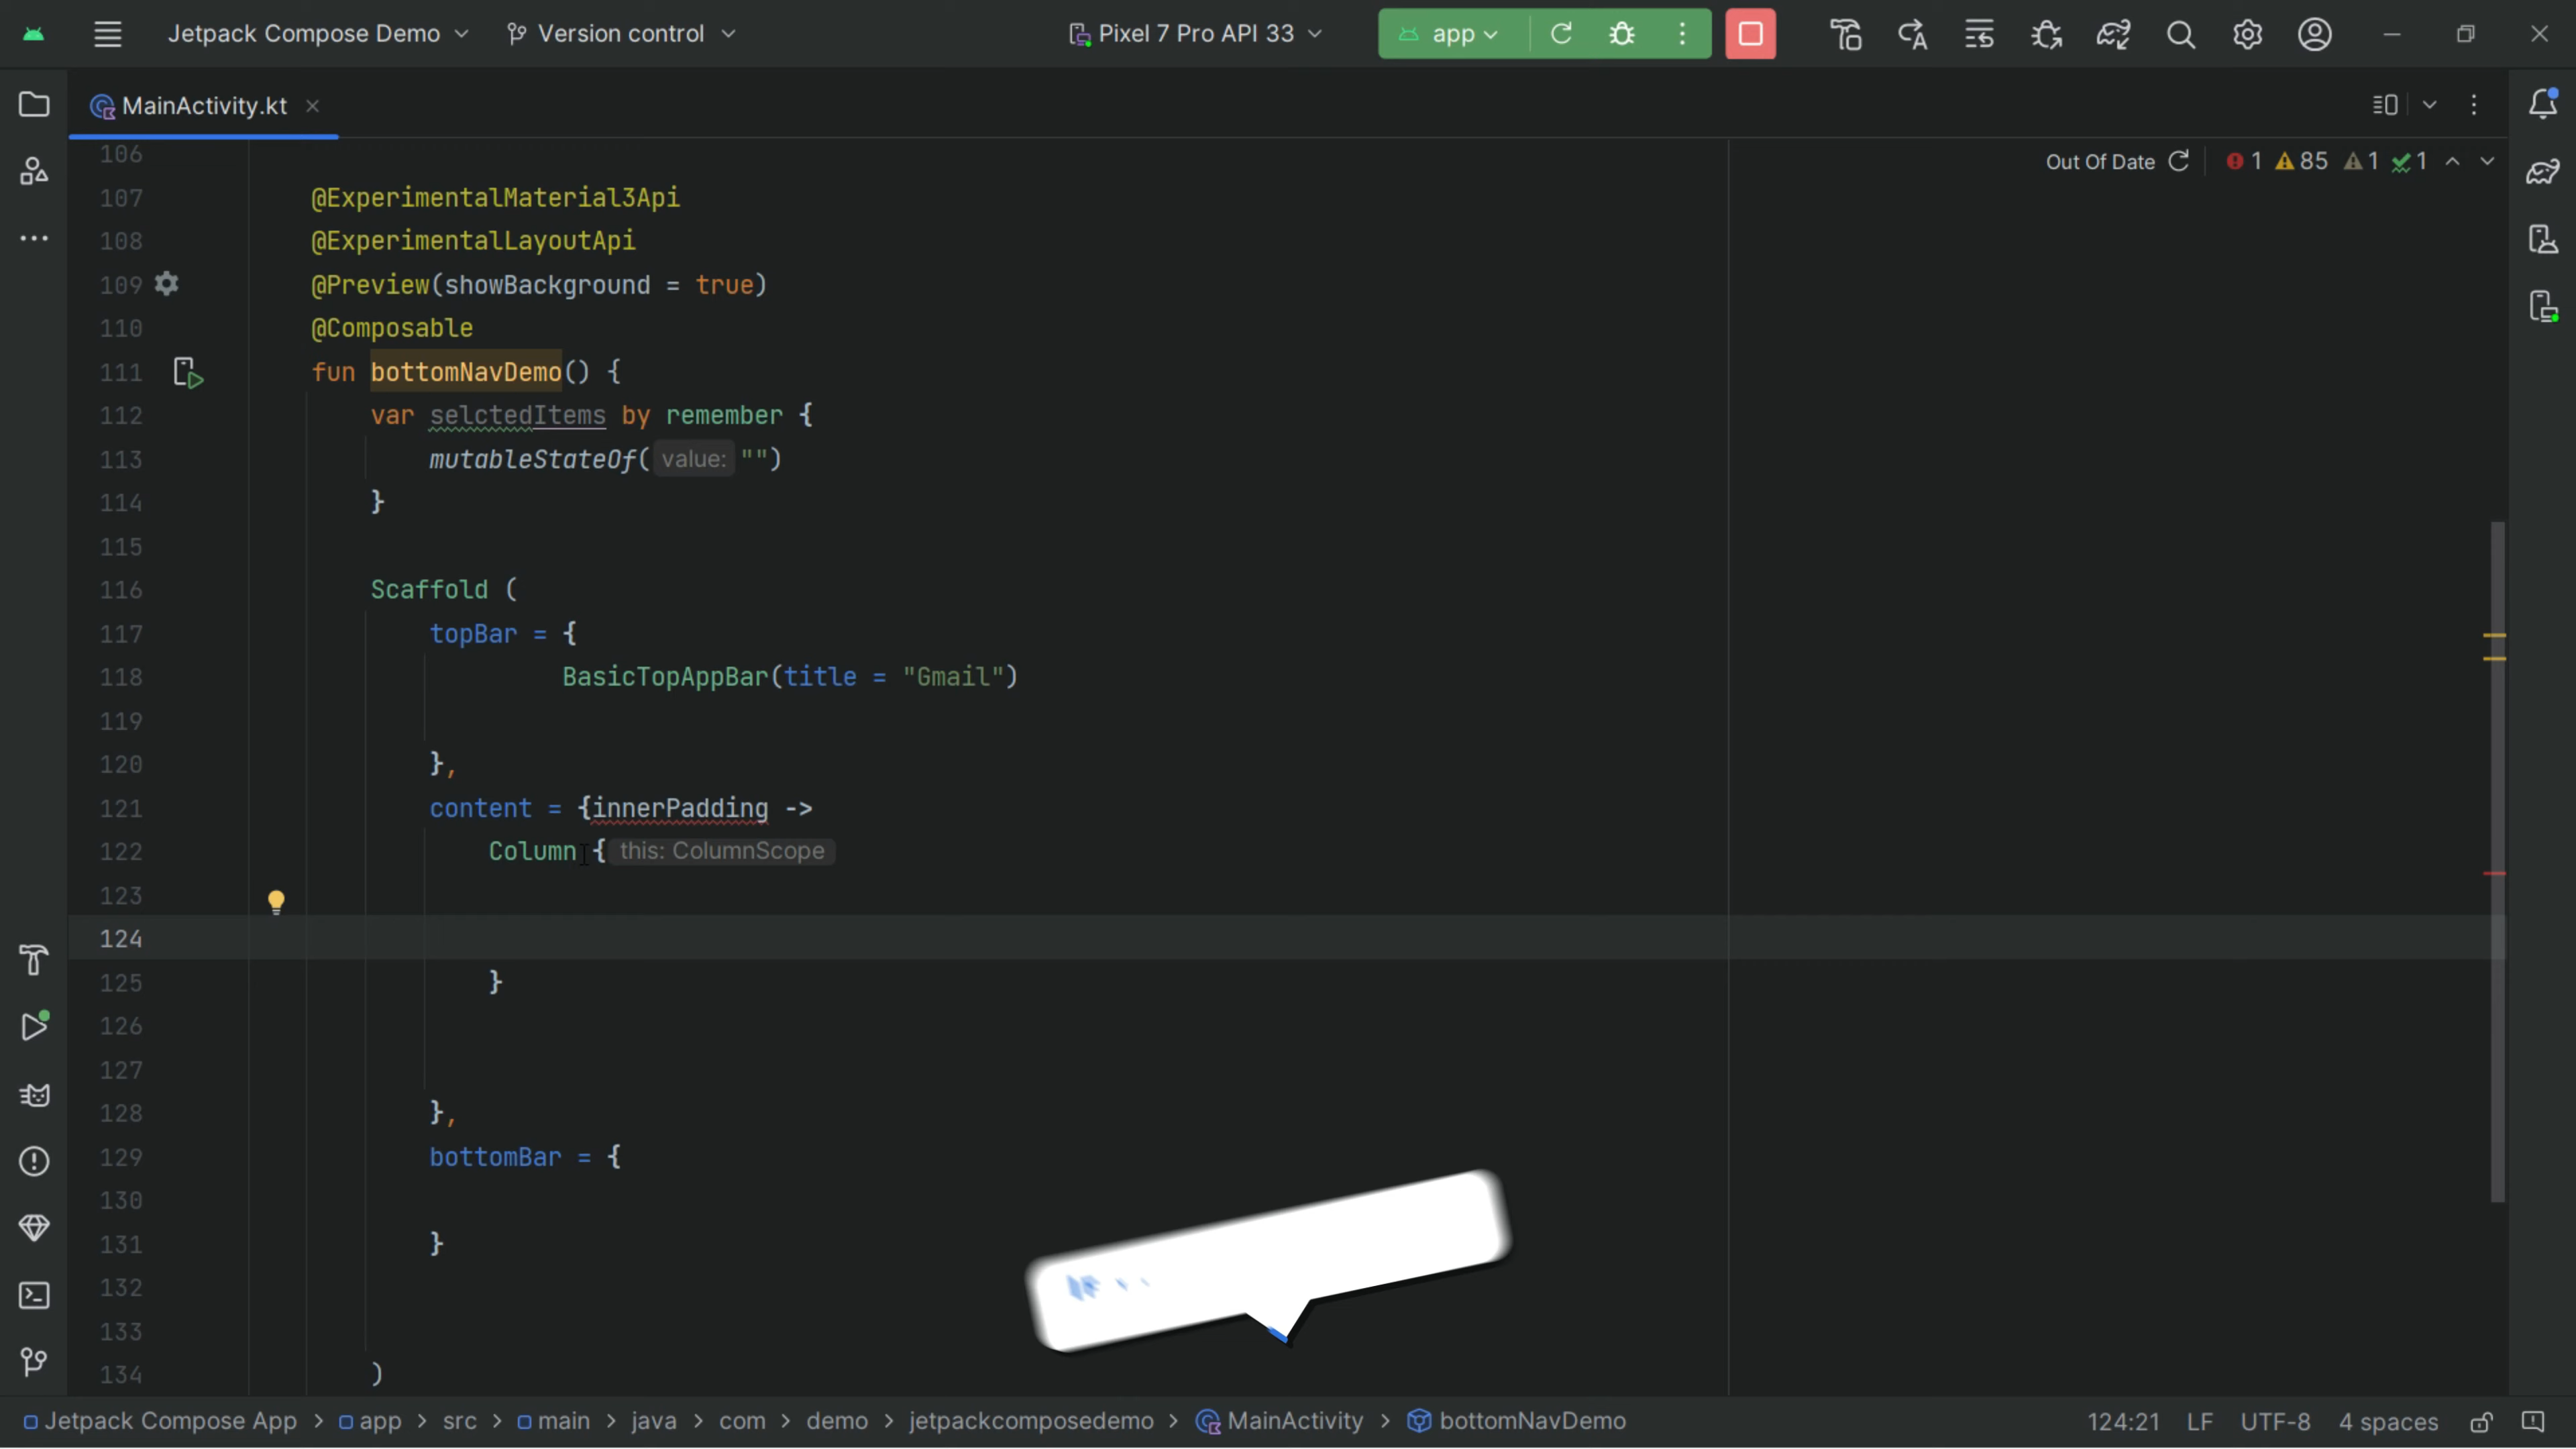 Jetpack Compose Demo Version control Pixel 7 Pro API 33 app
MainActivity.kt
Out Of Date 1 85 1 1
106
107 @ExperimentalMaterial3Api
108 @ExperimentalLayoutApi
109 @Preview(showBackground = true)
110 @Composable
111 fun bottomNavDemo() {
112 var selctedItems by remember {
113 mutableStateOf( value: "")
114 }
115
116 Scaffold (
117 topBar = {
118 BasicTopAppBar(title = "Gmail")
119
120 },
121 content = {innerPadding ->
122 Column { this: ColumnScope
123
124
125 }
126
127
128 },
129 bottomBar = {
130
131 }
132
133
134 )
Jetpack Compose App > app > src > main > java > com > demo > jetpackcomposedemo > MainActivity > bottomNavDemo 124:21 LF UTF-8 4 spaces